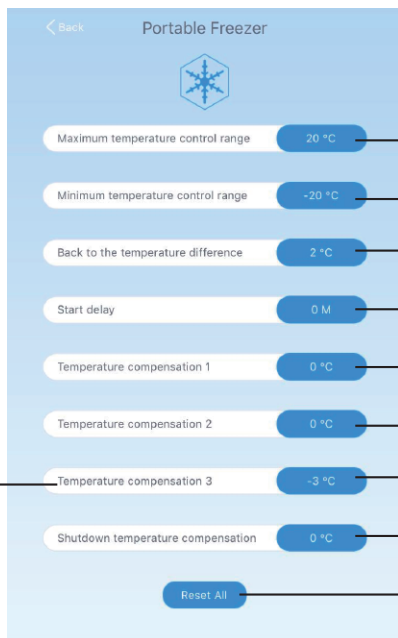 Back
Portable Freezer
Maximum temperature control range 20 °C
Minimum temperature control range -20 °C
Back to the temperature difference 2 °C
Start delay 0 M
Temperature compensation 1 0 °C
Temperature compensation 2 0 °C
Temperature compensation 3 -3 °C
Shutdown temperature compensation 0 °C
Reset All